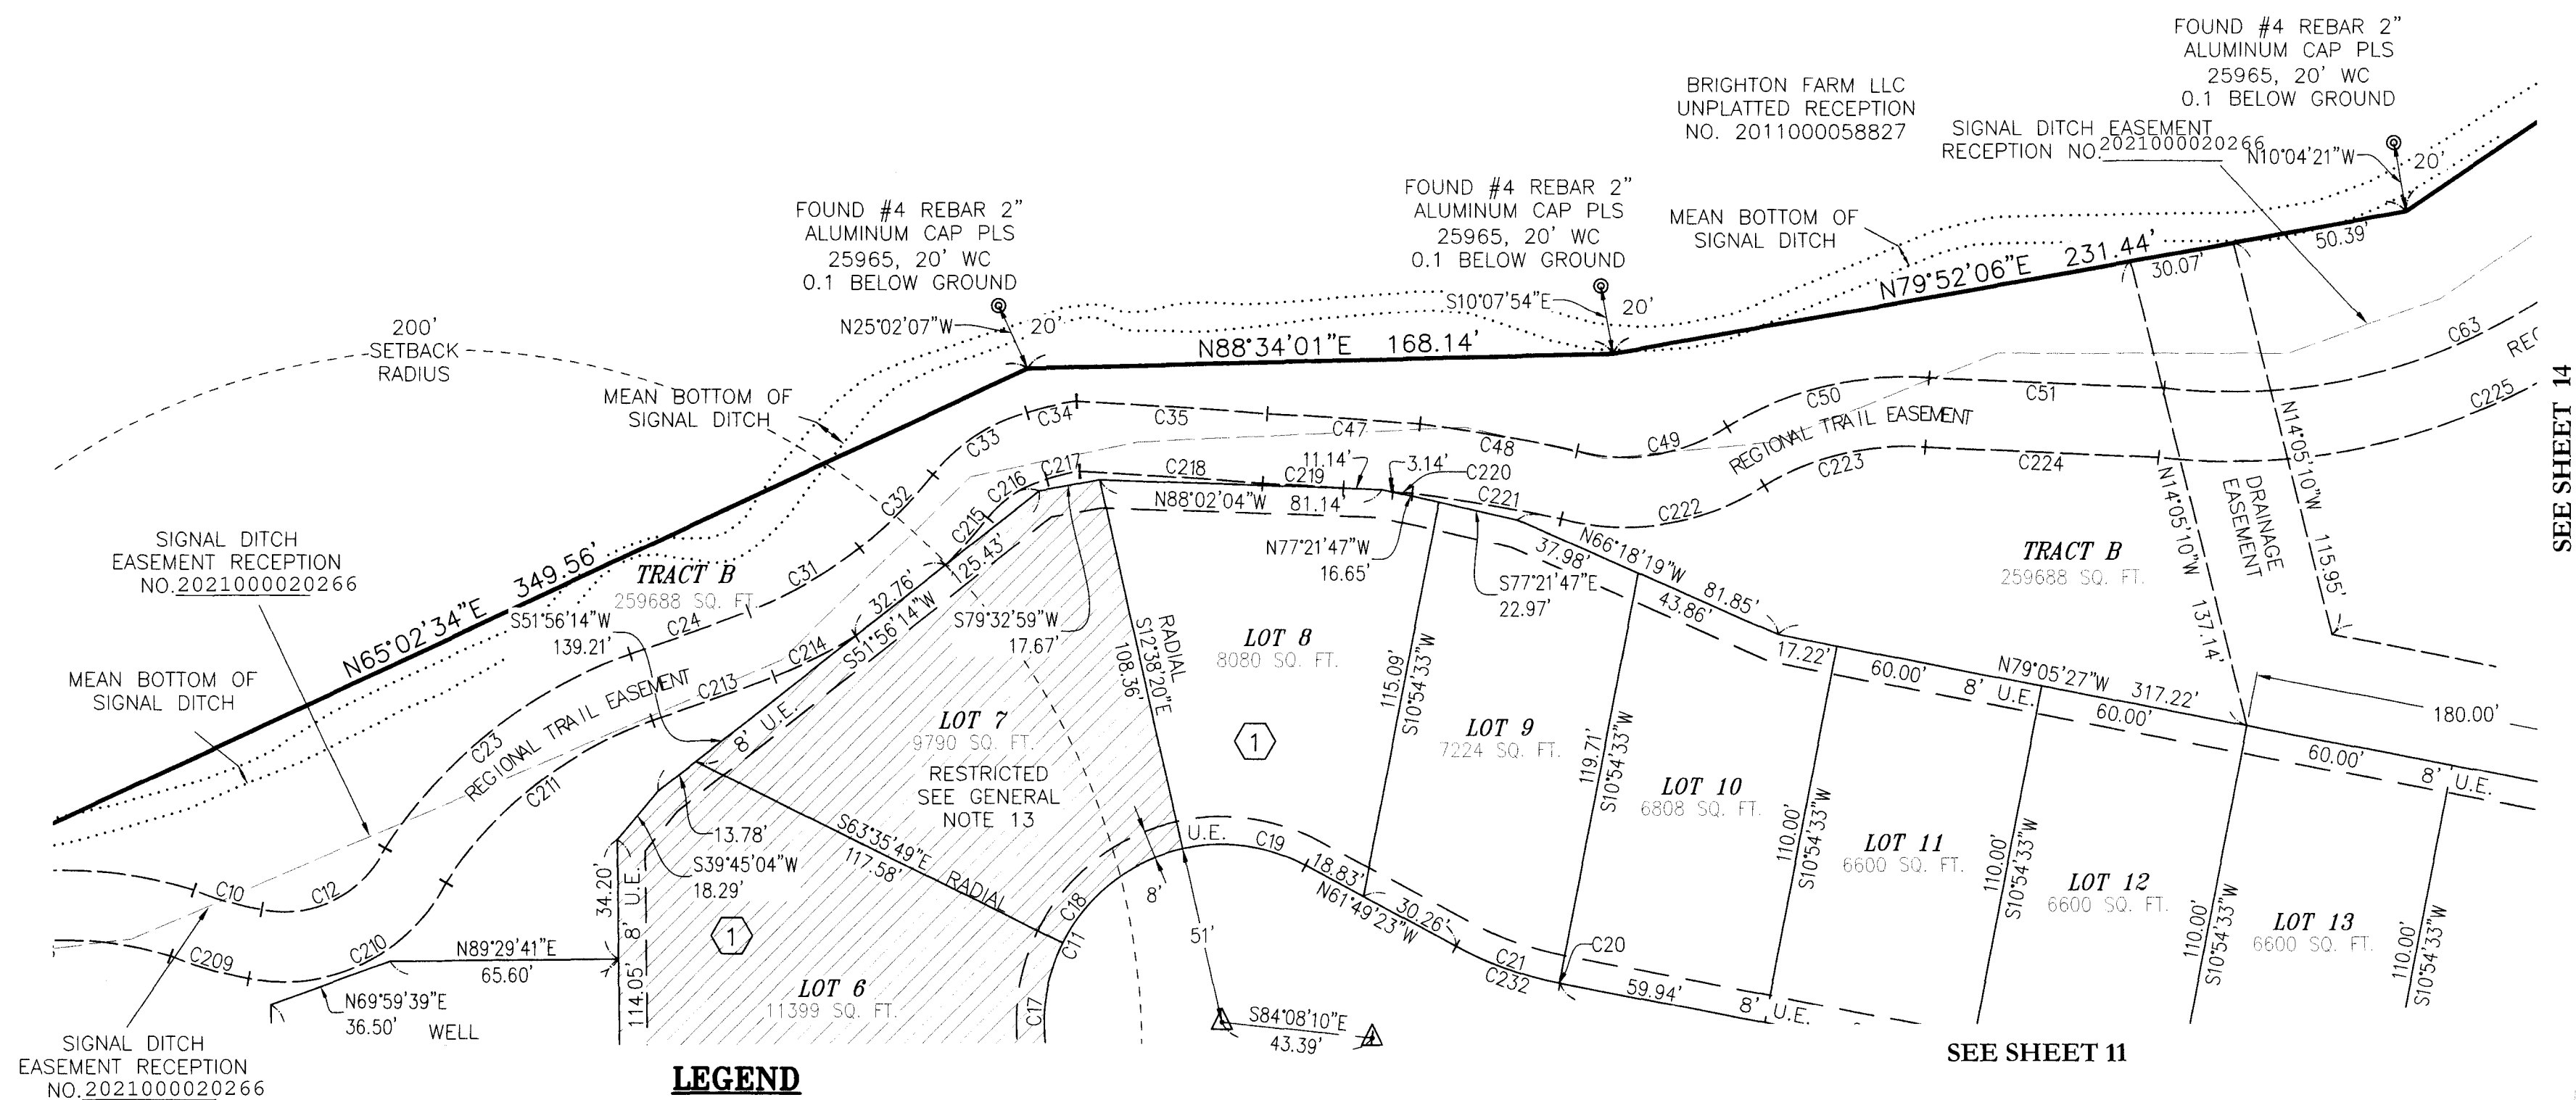 FOUND #4 REBAR 2"
ALUMINUM CAP PLS
25965, 20' WC
0.1 BELOW GROUND
BRIGHTON FARM LLC
UNPLATTED RECEPTION
NO. 2011000058827
SIGNAL DITCH EASEMENT
RECEPTION NO. 2021000020266
N10°04'21"W
20'
FOUND #4 REBAR 2"
ALUMINUM CAP PLS
25965, 20' WC
0.1 BELOW GROUND
S10°07'54"E
20'
MEAN BOTTOM OF
SIGNAL DITCH
FOUND #4 REBAR 2"
ALUMINUM CAP PLS
25965, 20' WC
0.1 BELOW GROUND
N25°02'07"W
20'
200'
SETBACK
RADIUS
MEAN BOTTOM OF
SIGNAL DITCH
N88°34'01"E 168.14'
N79°52'06"E 231.44'
30.07'
50.39'
C63
REG
C225
SEE SHEET 14
C34
C35
C47
C48
C49
C50
C51
REGIONAL TRAIL EASEMENT
C33
C32
C31
C24
C23
C217
C216
C215
C218
C219
11.14'
3.14'
C220
C221
C222
C223
C224
N88°02'04"W 81.14'
N77°21'47"W
16.65'
S77°21'47"E
22.97'
37.98'
N66°18'19"W 81.85'
43.86'
17.22'
60.00'
8' U.E.
N79°05'27"W 317.22'
60.00'
180.00'
60.00'
8' U.E.
N14°05'10"W 137.14'
DRAINAGE
EASEMENT
N14°05'10"W 115.95'
TRACT B
259688 SQ. FT.
SIGNAL DITCH
EASEMENT RECEPTION
NO. 2021000020266
N65°02'34"E 349.56'
TRACT B
259688 SQ. FT.
S51°56'14"W
139.21'
32.76'
125.43'
S51°56'14"W
8' U.E.
S79°32'59"W
17.67'
RADIAL
S12°38'20"E
108.36'
MEAN BOTTOM OF
SIGNAL DITCH
REGIONAL TRAIL EASEMENT
C214
C213
C211
C10
C12
C209
C210
LOT 7
9790 SQ. FT.
RESTRICTED
SEE GENERAL
NOTE 13
LOT 8
8080 SQ. FT.
1
115.09'
S10°54'33"W
LOT 9
7224 SQ. FT.
119.71'
S10°54'33"W
LOT 10
6808 SQ. FT.
110.00'
S10°54'33"W
LOT 11
6600 SQ. FT.
110.00'
S10°54'33"W
LOT 12
6600 SQ. FT.
110.00'
S10°54'33"W
LOT 13
6600 SQ. FT.
110.00'
S10°54'33"W
13.78'
S39°45'04"W
18.29'
S63°35'49"E RADIAL
117.58'
34.20'
8' U.E.
114.05'
1
LOT 6
11399 SQ. FT.
C17
C11
C18
8'
U.E.
C19
18.83'
N61°49'23"W
30.26'
C21
C232
C20
59.94'
8' U.E.
51'
S84°08'10"E
43.39'
N89°29'41"E
65.60'
N69°59'39"E
36.50'
WELL
SIGNAL DITCH
EASEMENT RECEPTION
NO. 2021000020266
SEE SHEET 11
LEGEND